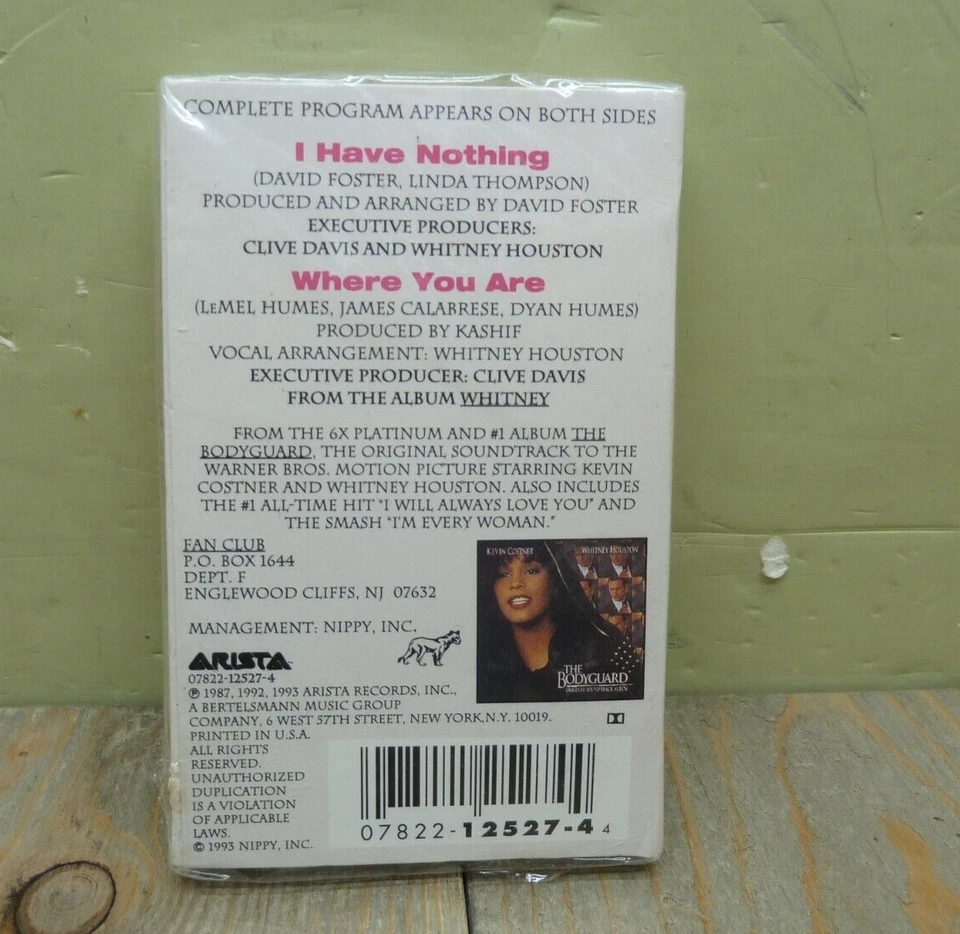 COMPLETE PROGRAM APPEARS ON BOTH SIDES
I Have Nothing
(DAVID FOSTER, LINDA THOMPSON)
PRODUCED AND ARRANGED BY DAVID FOSTER
EXECUTIVE PRODUCERS:
CLIVE DAVIS AND WHITNEY HOUSTON
Where You Are
(LeMEL HUMES, JAMES CALABRESE, DYAN HUMES)
PRODUCED BY KASHIF
VOCAL ARRANGEMENT: WHITNEY HOUSTON
EXECUTIVE PRODUCER: CLIVE DAVIS
FROM THE ALBUM WHITNEY
FROM THE 6X PLATINUM AND #1 ALBUM THE
BODYGUARD, THE ORIGINAL SOUNDTRACK TO THE
WARNER BROS. MOTION PICTURE STARRING KEVIN
COSTNER AND WHITNEY HOUSTON. ALSO INCLUDES
THE #1 ALL-TIME HIT "I WILL ALWAYS LOVE YOU" AND
THE SMASH "I'M EVERY WOMAN."
FAN CLUB
P.O. BOX 1644
DEPT. F
ENGLEWOOD CLIFFS, NJ 07632
MANAGEMENT: NIPPY, INC.
KEVIN COSTNER WHITNEY HOUSTON
THE
BODYGUARD
ORIGINAL SOUNDTRACK ALBUM
ARISTA
07822-12527-4
℗ 1987, 1992, 1993 ARISTA RECORDS, INC.,
A BERTELSMANN MUSIC GROUP
COMPANY, 6 WEST 57TH STREET, NEW YORK,N.Y. 10019.
PRINTED IN U.S.A.
ALL RIGHTS
RESERVED.
UNAUTHORIZED
DUPLICATION
IS A VIOLATION
OF APPLICABLE
LAWS.
© 1993 NIPPY, INC.
07822-12527-4 4